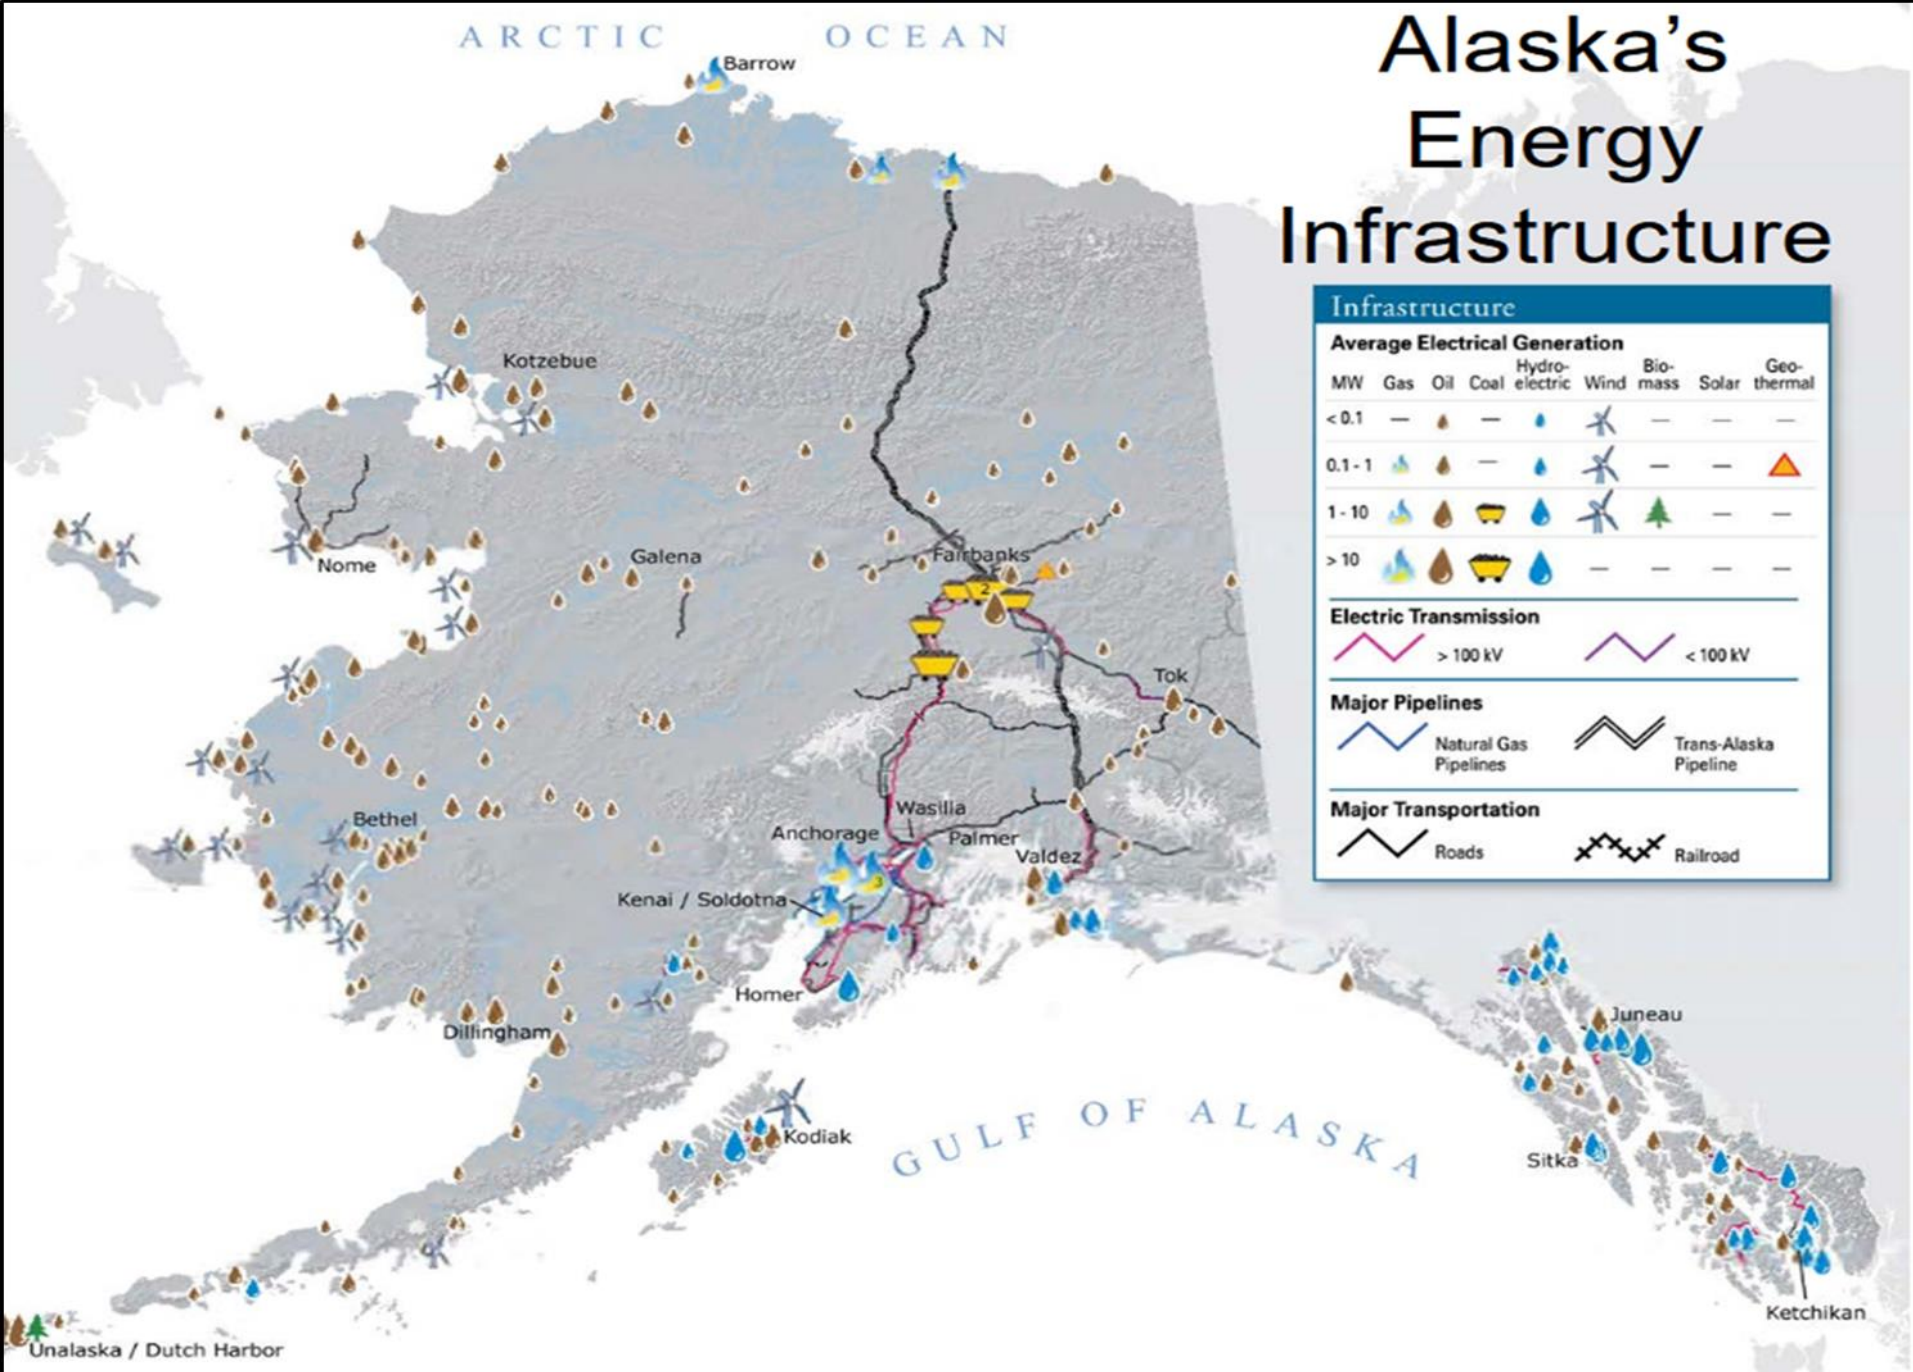 Alaska's
Energy
Infrastructure
ARCTIC OCEAN
Barrow
Kotzebue
Nome
Galena
Fairbanks
2
Tok
Bethel
Wasilla
Anchorage
Palmer
Valdez
3
Kenai / Soldotna
Homer
Dillingham
Kodiak
GULF OF ALASKA
Juneau
Sitka
Ketchikan
Unalaska / Dutch Harbor
Infrastructure
Average Electrical Generation
MW Gas Oil Coal Hydro-electric Wind Bio-mass Solar Geo-thermal
< 0.1 — — — — —
0.1 - 1 — — —
1 - 10 — —
> 10 — — — —
Electric Transmission
> 100 kV < 100 kV
Major Pipelines
Natural Gas Pipelines
Trans-Alaska Pipeline
Major Transportation
Roads Railroad